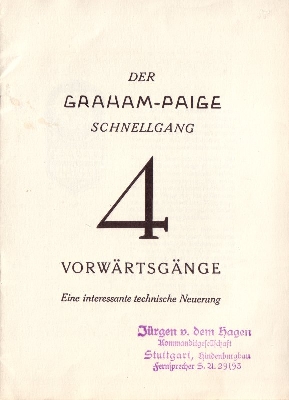 DER
GRAHAM-PAIGE
SCHNELLGANG
4
VORWÄRTSGÄNGE
Eine interessante technische Neuerung
Jürgen v. dem Hagen
Kommanditgesellschaft
Stuttgart, Hindenburgbau
Fernsprecher S. A. 29193